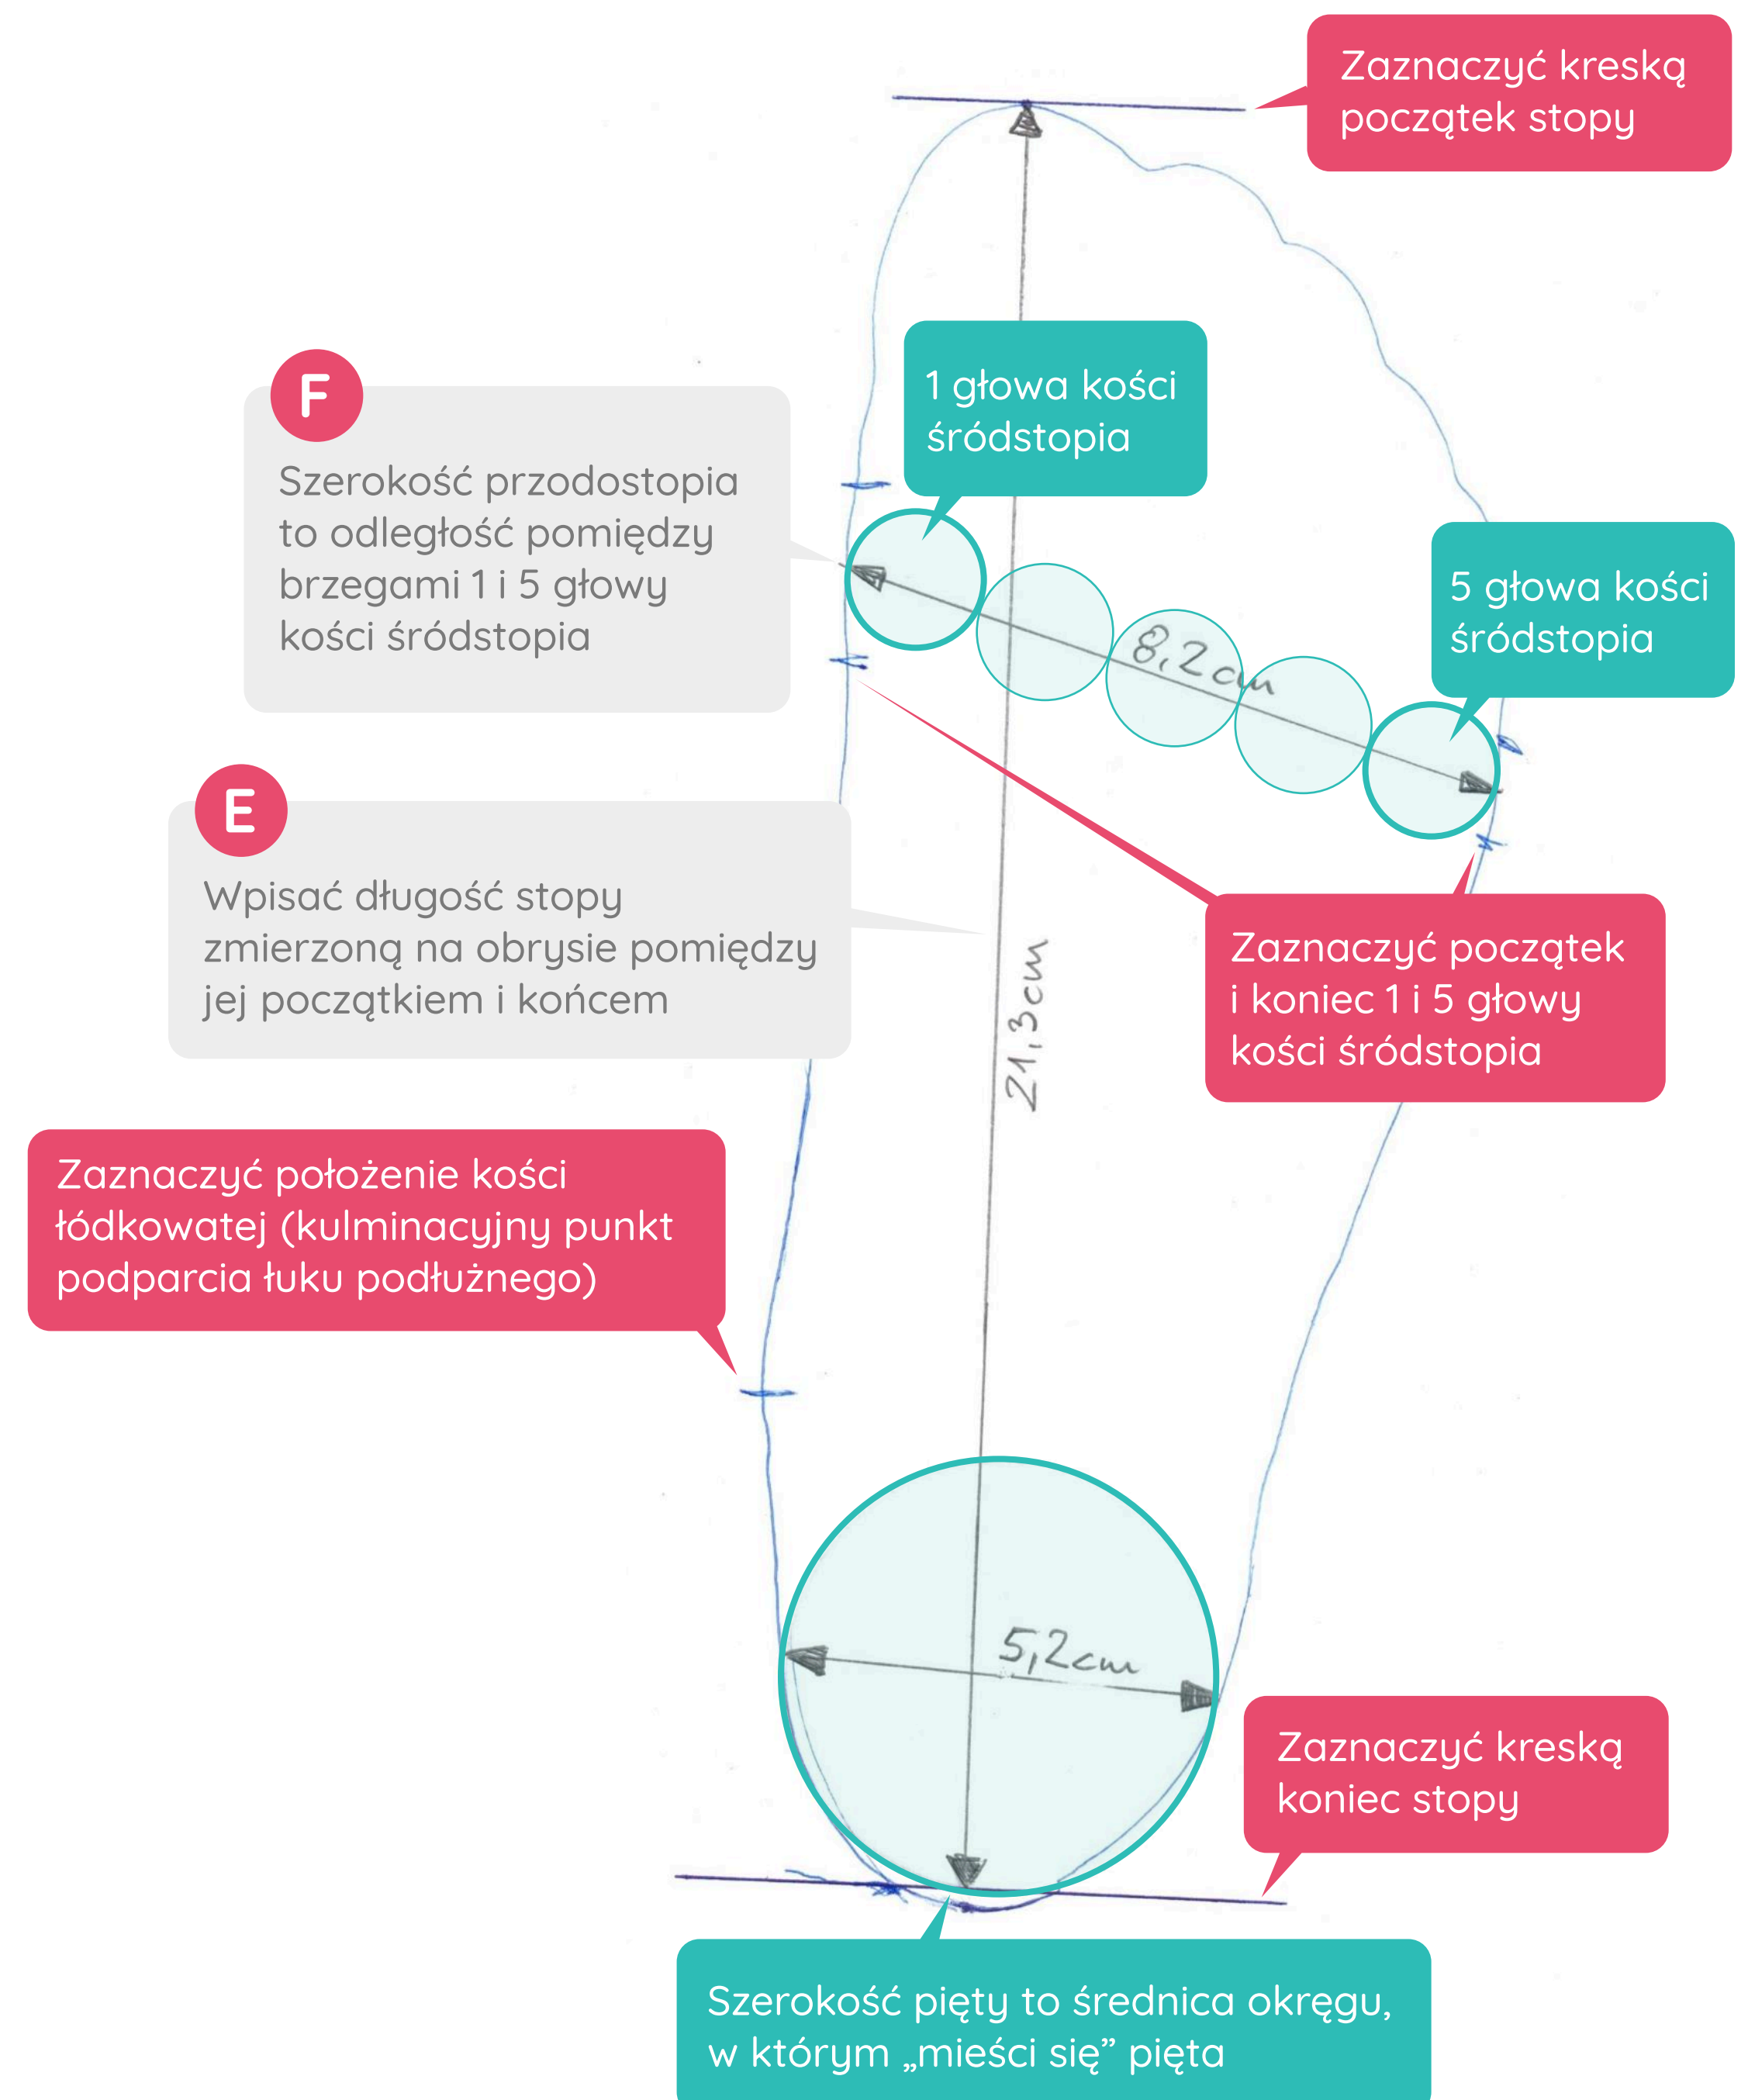 Zaznaczyć kreską
początek stopy
1 głowa kości
śródstopia
F
Szerokość przodostopia
to odległość pomiędzy
brzegami 1 i 5 głowy
kości śródstopia
5 głowa kości
śródstopia
8,2cm
E
Wpisać długość stopy
zmierzoną na obrysie pomiędzy
jej początkiem i końcem
21,3cm
Zaznaczyć początek
i koniec 1 i 5 głowy
kości śródstopia
Zaznaczyć położenie kości
łódkowatej (kulminacyjny punkt
podparcia łuku podłużnego)
5,2cm
Zaznaczyć kreską
koniec stopy
Szerokość pięty to średnica okręgu,
w którym „mieści się” pięta